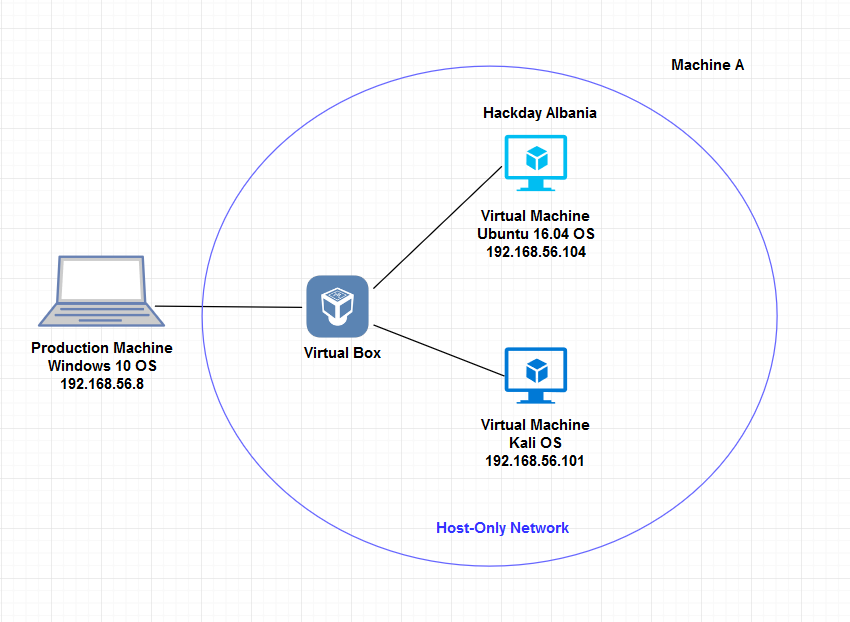 Machine A
Hackday Albania
Virtual Machine
Ubuntu 16.04 OS
192.168.56.104
Production Machine
Windows 10 OS
192.168.56.8
Virtual Box
Virtual Machine
Kali OS
192.168.56.101
Host-Only Network